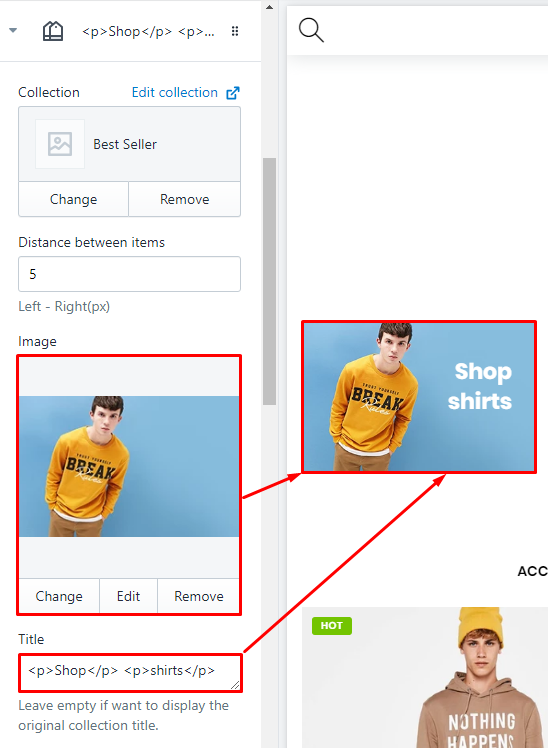 <p>Shop</p> <p>...
Collection
Edit collection
Best Seller
Change
Remove
Distance between items
5
Left - Right(px)
Image
TRUST YOURSELF
BREAK
Rules
Change
Edit
Remove
Title
<p>Shop</p> <p>shirts</p>
Leave empty if want to display the
original collection title.
TRUST YOURSELF
BREAK
Rules
Shop
shirts
ACC
HOT
NOTHING
HAPPENS